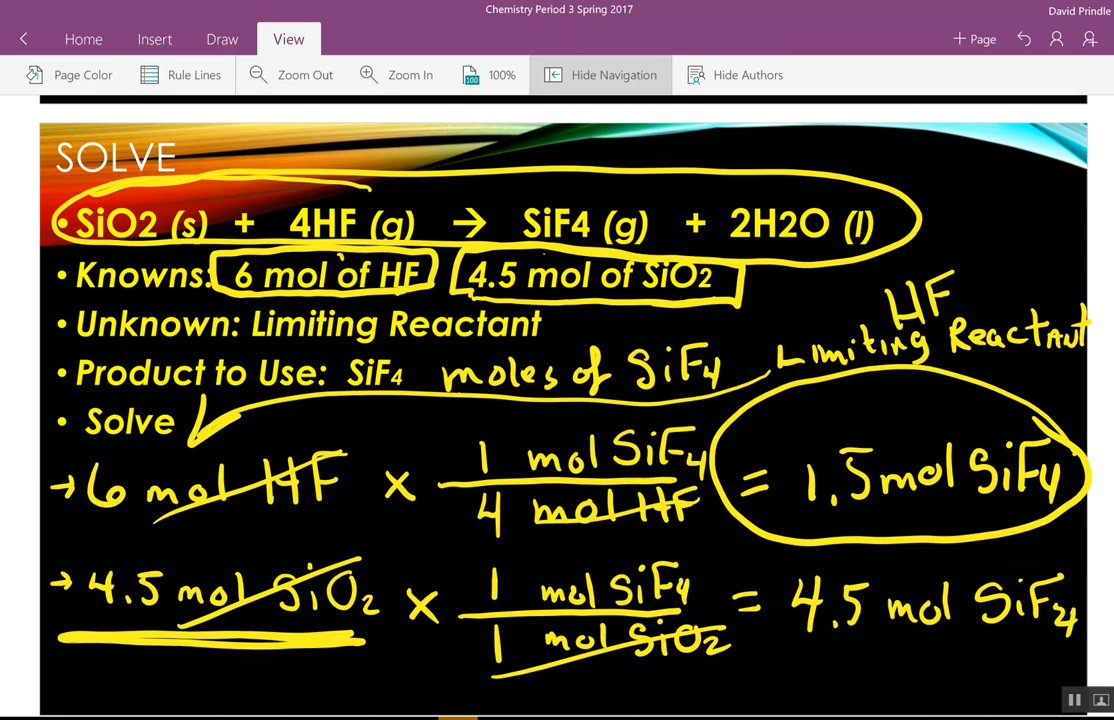 Chemistry Period 3 Spring 2017
David Prindle
Home Insert Draw View + Page
Page Color Rule Lines Zoom Out Zoom In 100 100% Hide Navigation Hide Authors
SOLVE
• SiO2 (s) + 4HF (g) → SiF4 (g) + 2H2O (l)
• Knowns: 6 mol of HF 4.5 mol of SiO2
HF
• Unknown: Limiting Reactant
Limiting Reactant
• Product to Use: SiF4 moles of SiF4
• Solve
→ 6 mol HF x 1 mol SiF4 = 1.5 mol SiF4
4 mol HF
→ 4.5 mol SiO2 x 1 mol SiF4 = 4.5 mol SiF4
1 mol SiO2